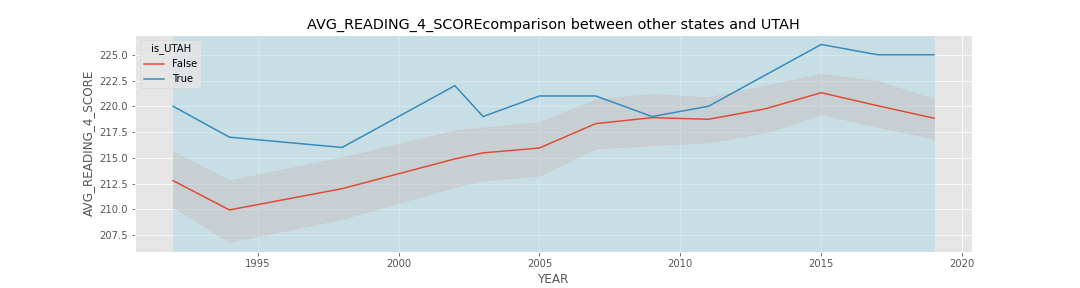 AVG_READING_4_SCOREcomparison between other states and UTAH
is_UTAH
False
True
AVG_READING_4_SCORE
225.0
222.5
220.0
217.5
215.0
212.5
210.0
207.5
1995 2000 2005 2010 2015 2020
YEAR